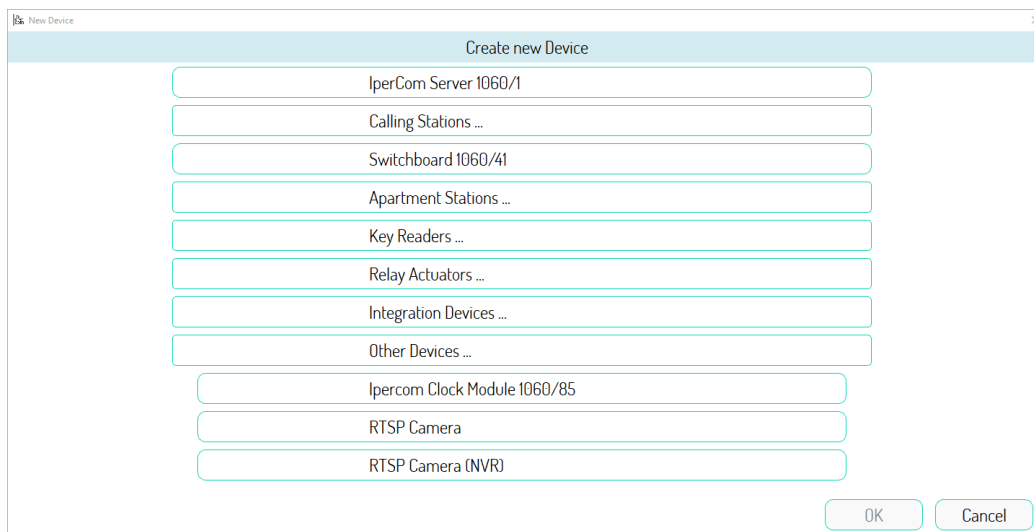 New Device
Create new Device
IperCom Server 1060/1
Calling Stations ...
Switchboard 1060/41
Apartment Stations ...
Key Readers ...
Relay Actuators ...
Integration Devices ...
Other Devices ...
Ipercom Clock Module 1060/85
RTSP Camera
RTSP Camera (NVR)
OK Cancel